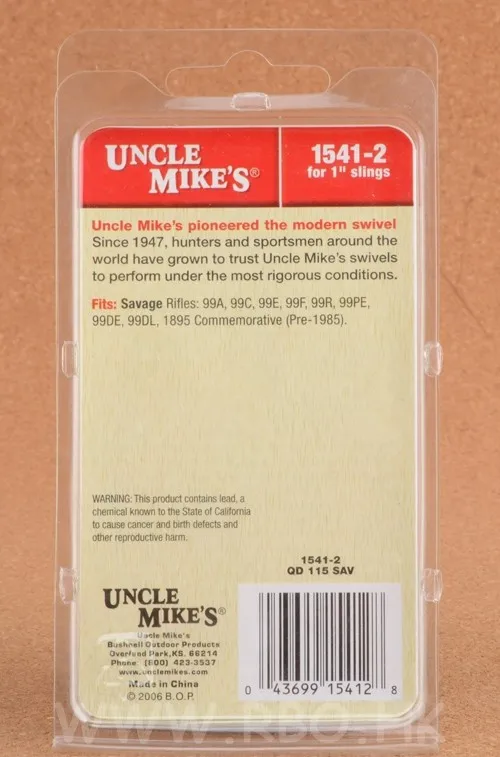 UNCLE
MIKE'S®
1541-2
for 1" slings
Uncle Mike's pioneered the modern swivel
Since 1947, hunters and sportsmen around the
world have grown to trust Uncle Mike's swivels
to perform under the most rigorous conditions.
Fits: Savage Rifles: 99A, 99C, 99E, 99F, 99R, 99PE,
99DE, 99DL, 1895 Commemorative (Pre-1985).
WARNING: This product contains lead, a
chemical known to the State of California
to cause cancer and birth defects and
other reproductive harm.
1541-2
QD 115 SAV
UNCLE
MIKE'S®
Uncle Mike's
Bushnell Outdoor Products
Overland Park, KS. 66214
Phone: (800) 423-3537
www.unclemikes.com
Made in China
© 2006 B.O.P.
0 43699 15412 8
WWW.RBO.HK